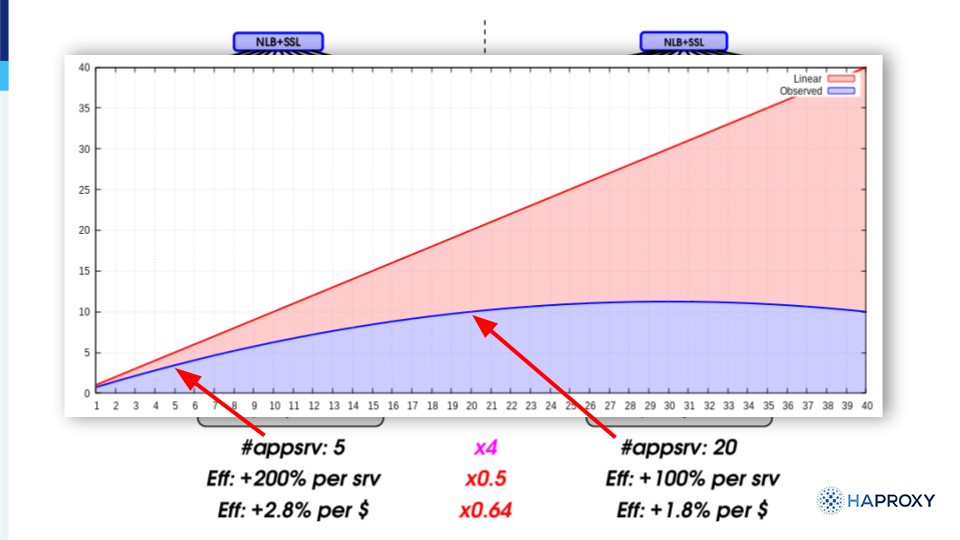 NLB+SSL
NLB+SSL
40
35
30
25
20
15
10
5
0
Linear
Observed
1 2 3 4 5 6 7 8 9 10 11 12 13 14 15 16 17 18 19 20 21 22 23 24 25 26 27 28 29 30 31 32 33 34 35 36 37 38 39 40
#appsrv: 5
x4
#appsrv: 20
Eff: +200% per srv
x0.5
Eff: +100% per srv
Eff: +2.8% per $
x0.64
Eff: +1.8% per $
HAPROXY